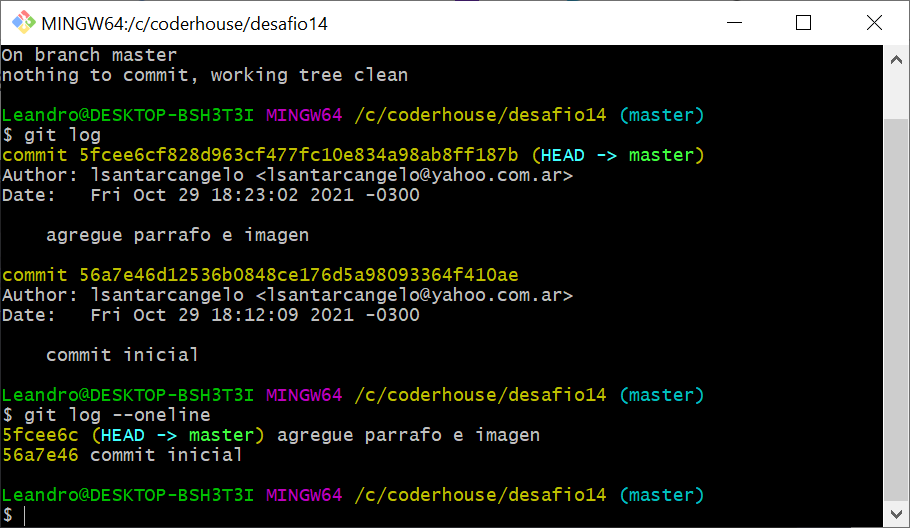 MINGW64:/c/coderhouse/desafio14
On branch master
nothing to commit, working tree clean
Leandro@DESKTOP-BSH3T3I MINGW64 /c/coderhouse/desafio14 (master)
$ git log
commit 5fcee6cf828d963cf477fc10e834a98ab8ff187b (HEAD -> master)
Author: lsantarcangelo <lsantarcangelo@yahoo.com.ar>
Date:   Fri Oct 29 18:23:02 2021 -0300
    agregue parrafo e imagen
commit 56a7e46d12536b0848ce176d5a98093364f410ae
Author: lsantarcangelo <lsantarcangelo@yahoo.com.ar>
Date:   Fri Oct 29 18:12:09 2021 -0300
    commit inicial
Leandro@DESKTOP-BSH3T3I MINGW64 /c/coderhouse/desafio14 (master)
$ git log --oneline
5fcee6c (HEAD -> master) agregue parrafo e imagen
56a7e46 commit inicial
Leandro@DESKTOP-BSH3T3I MINGW64 /c/coderhouse/desafio14 (master)
$